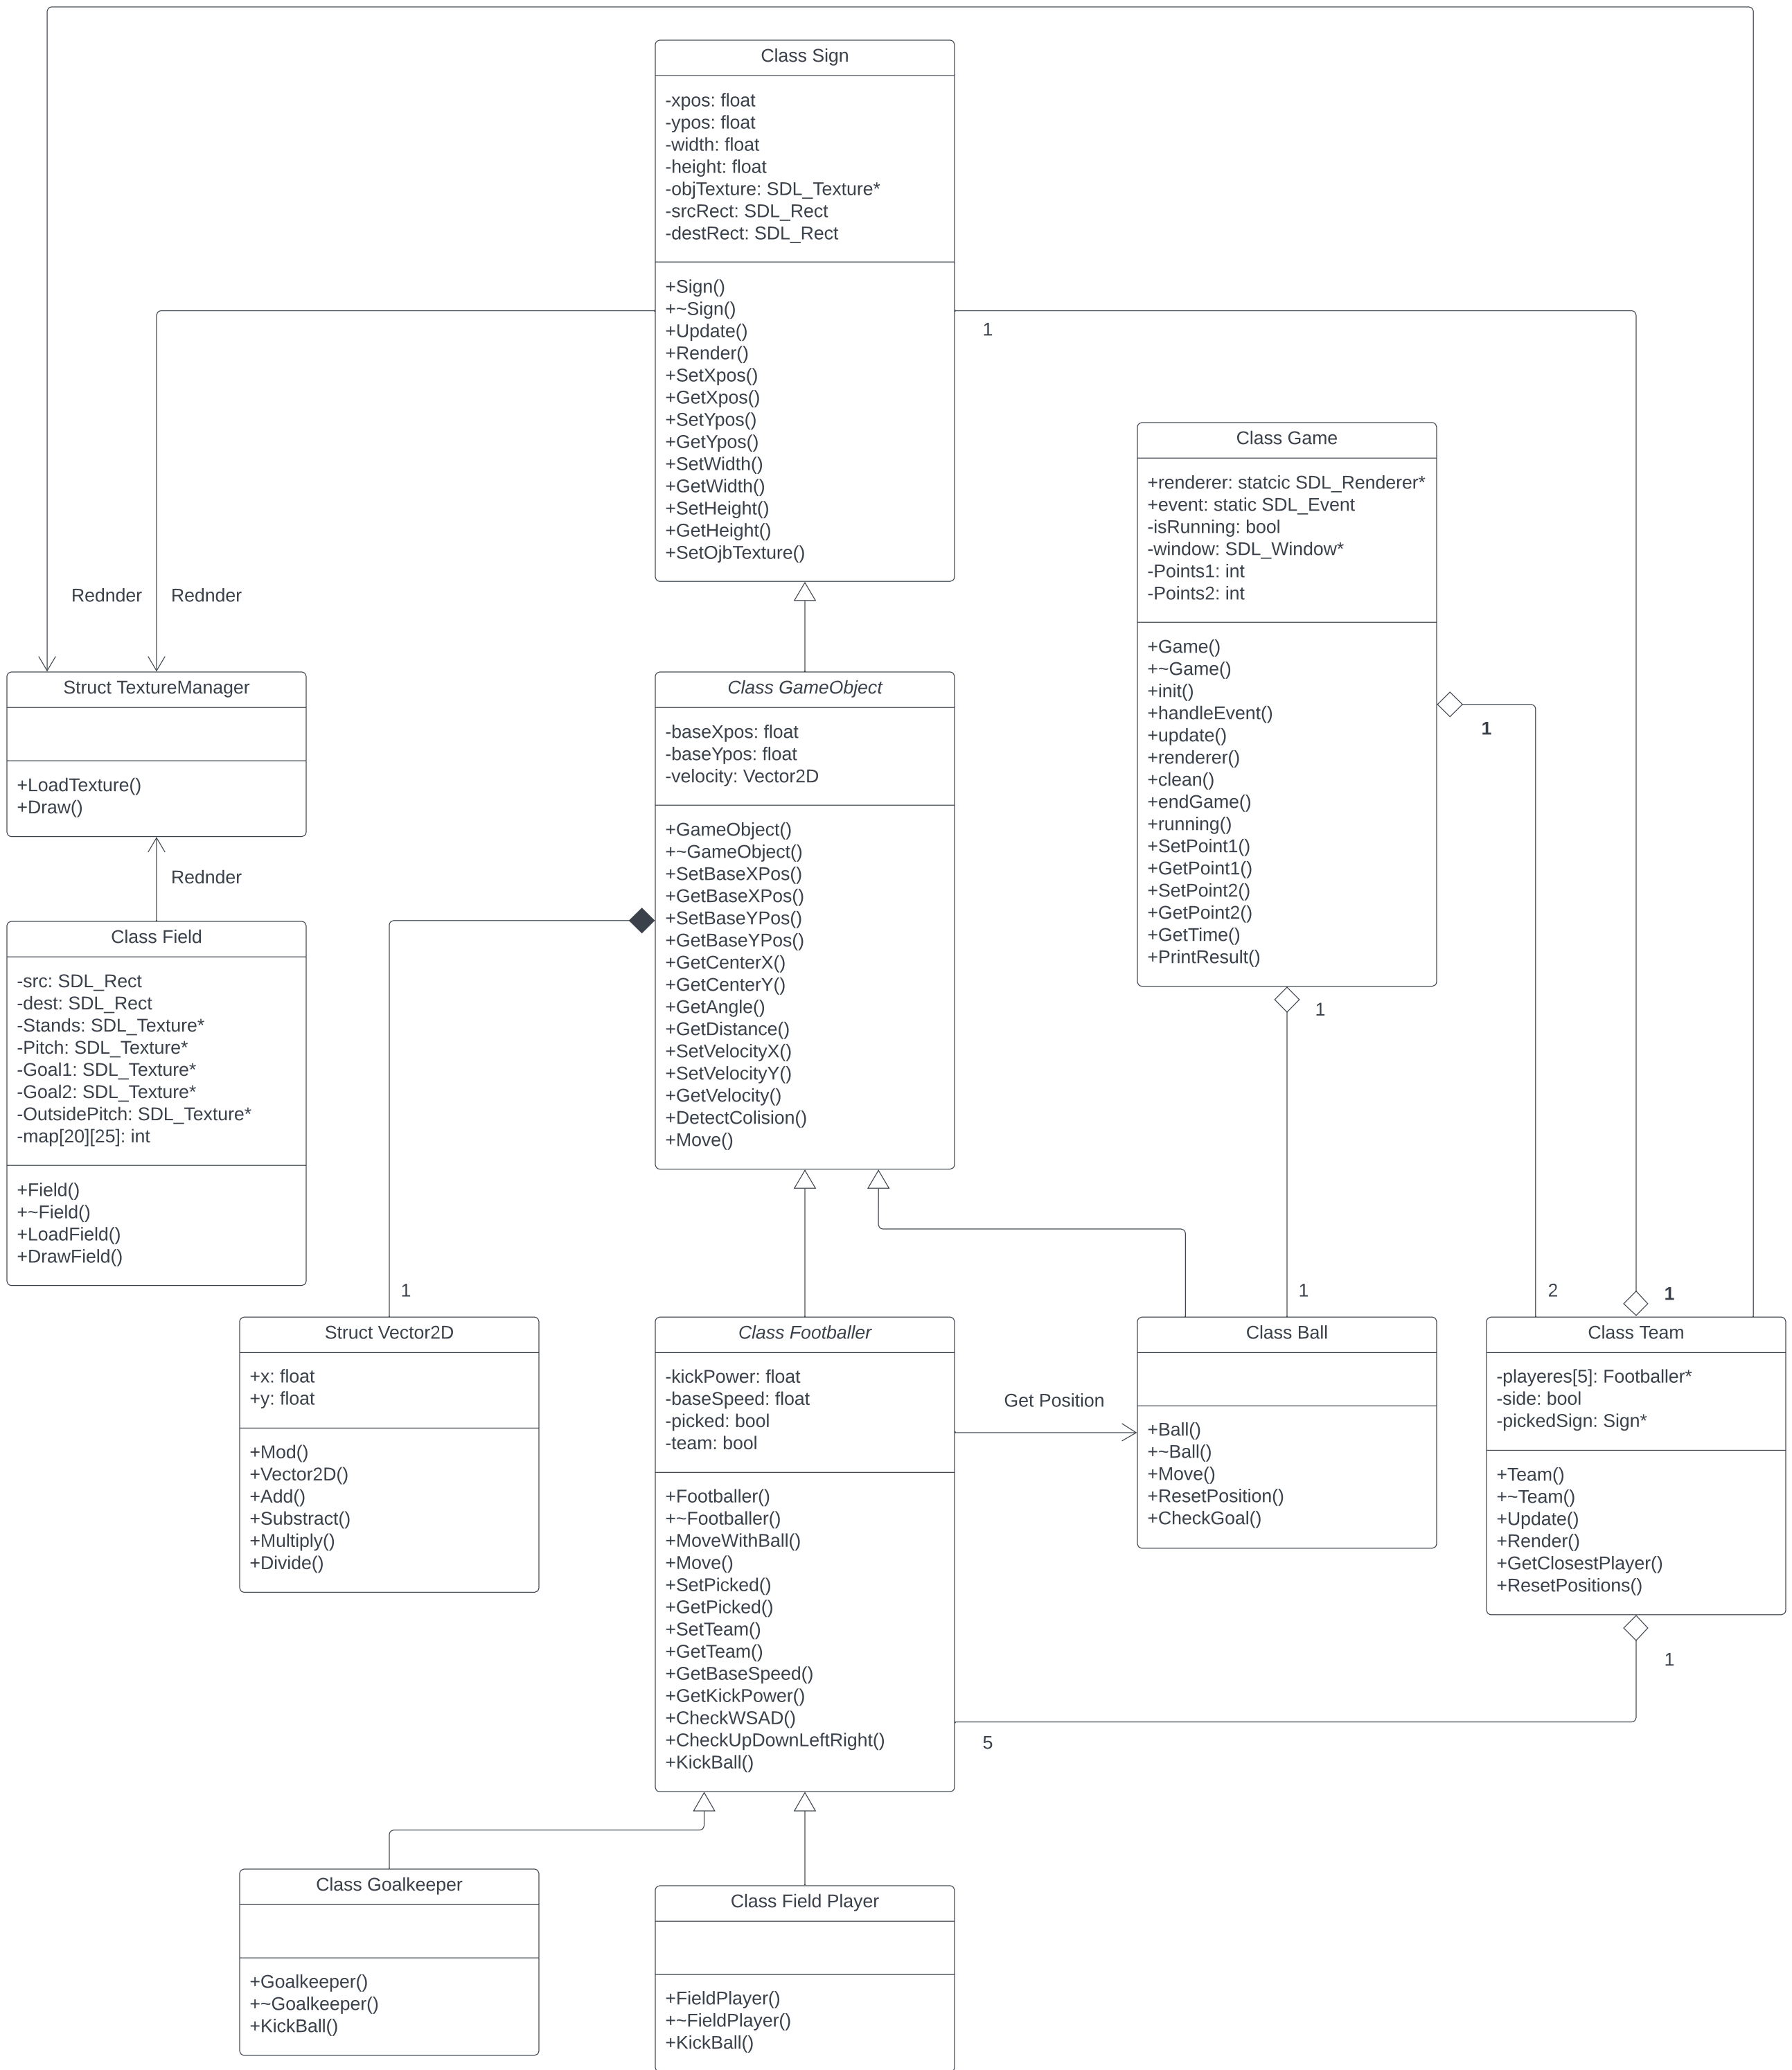 Class Sign
-xpos: float
-ypos: float
-width: float
-height: float
-objTexture: SDL_Texture*
-srcRect: SDL_Rect
-destRect: SDL_Rect
+Sign()
+~Sign()
+Update()
+Render()
+SetXpos()
+GetXpos()
+SetYpos()
+GetYpos()
+SetWidth()
+GetWidth()
+SetHeight()
+GetHeight()
+SetOjbTexture()
1
Class Game
+renderer: statcic SDL_Renderer*
+event: static SDL_Event
-isRunning: bool
-window: SDL_Window*
-Points1: int
-Points2: int
+Game()
+~Game()
+init()
+handleEvent()
+update()
+renderer()
+clean()
+endGame()
+running()
+SetPoint1()
+GetPoint1()
+SetPoint2()
+GetPoint2()
+GetTime()
+PrintResult()
1
1
Rednder
Rednder
Struct TextureManager
+LoadTexture()
+Draw()
Rednder
Class Field
-src: SDL_Rect
-dest: SDL_Rect
-Stands: SDL_Texture*
-Pitch: SDL_Texture*
-Goal1: SDL_Texture*
-Goal2: SDL_Texture*
-OutsidePitch: SDL_Texture*
-map[20][25]: int
+Field()
+~Field()
+LoadField()
+DrawField()
Class GameObject
-baseXpos: float
-baseYpos: float
-velocity: Vector2D
+GameObject()
+~GameObject()
+SetBaseXPos()
+GetBaseXPos()
+SetBaseYPos()
+GetBaseYPos()
+GetCenterX()
+GetCenterY()
+GetAngle()
+GetDistance()
+SetVelocityX()
+SetVelocityY()
+GetVelocity()
+DetectColision()
+Move()
1
1
2
1
Struct Vector2D
+x: float
+y: float
+Mod()
+Vector2D()
+Add()
+Substract()
+Multiply()
+Divide()
Class Footballer
-kickPower: float
-baseSpeed: float
-picked: bool
-team: bool
+Footballer()
+~Footballer()
+MoveWithBall()
+Move()
+SetPicked()
+GetPicked()
+SetTeam()
+GetTeam()
+GetBaseSpeed()
+GetKickPower()
+CheckWSAD()
+CheckUpDownLeftRight()
+KickBall()
Get Position
Class Ball
+Ball()
+~Ball()
+Move()
+ResetPosition()
+CheckGoal()
Class Team
-playeres[5]: Footballer*
-side: bool
-pickedSign: Sign*
+Team()
+~Team()
+Update()
+Render()
+GetClosestPlayer()
+ResetPositions()
1
5
Class Goalkeeper
+Goalkeeper()
+~Goalkeeper()
+KickBall()
Class Field Player
+FieldPlayer()
+~FieldPlayer()
+KickBall()